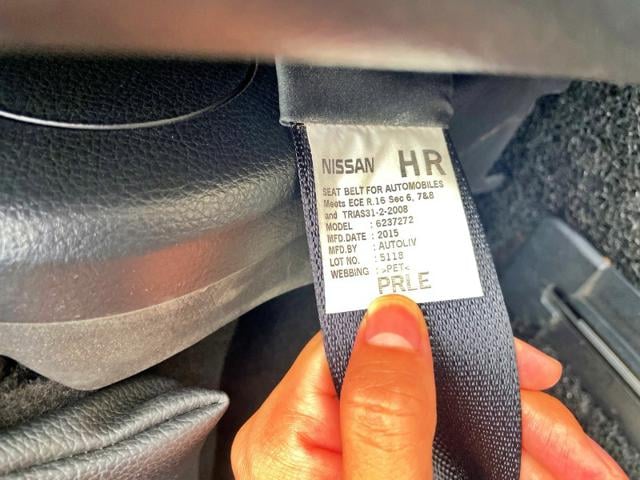 NISSAN HR
SEAT BELT FOR AUTOMOBILES
Meets ECE R.16 Sec 6, 7&8
and TRIAS31-2-2008
MODEL : 6237272
MFD.DATE : 2015
MFD.BY : AUTOLIV
LOT NO. : 5118
WEBBING : >PET<
PRLE